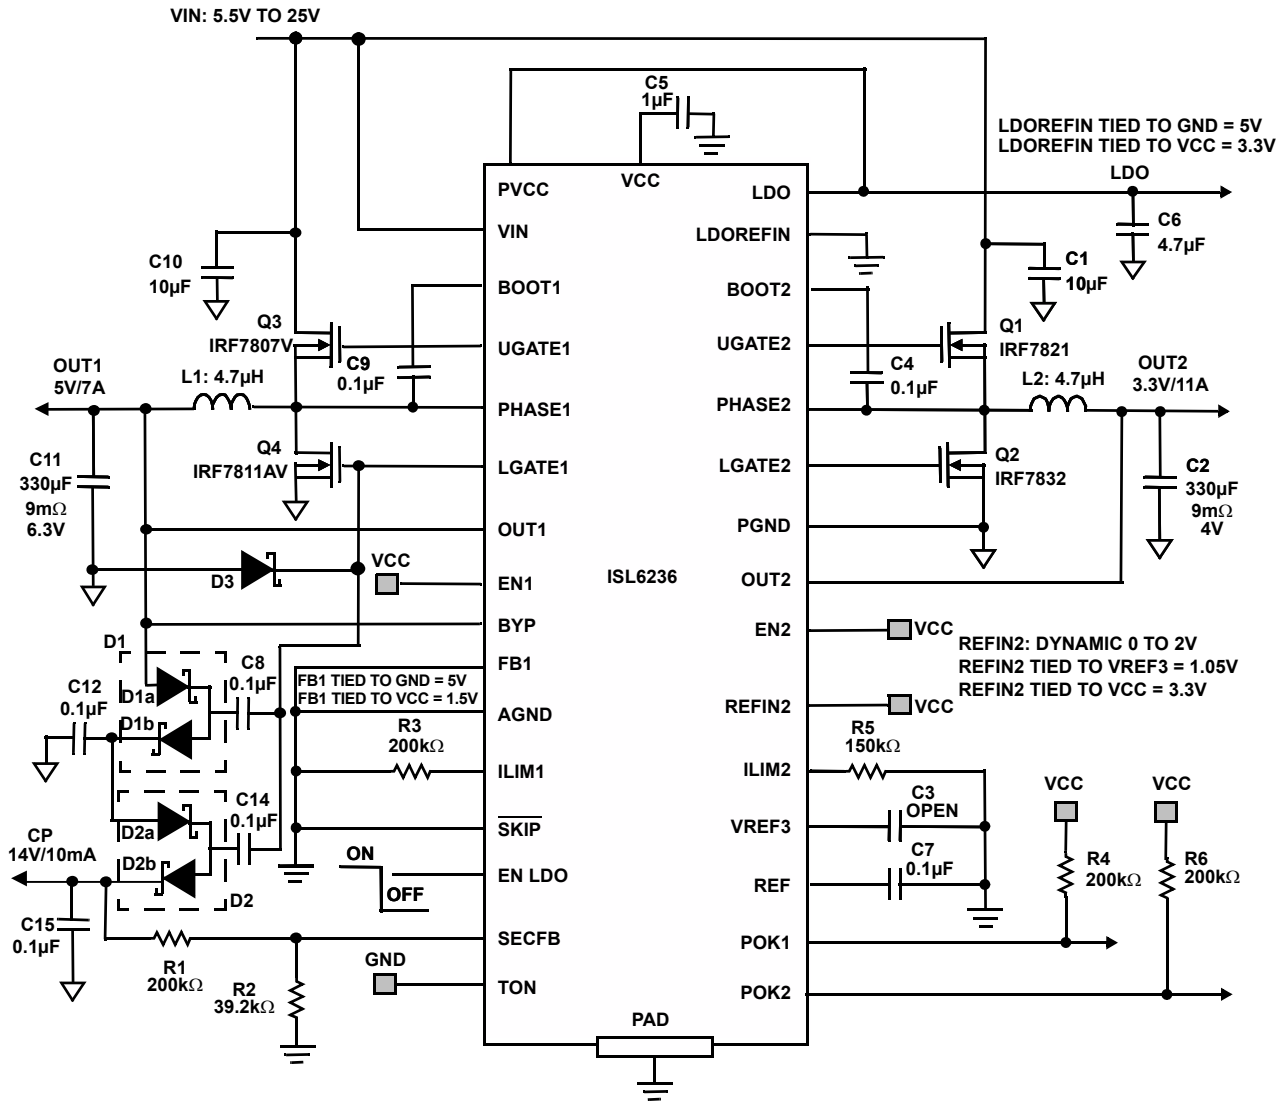 VIN: 5.5V TO 25V
C5
1µF
LDOREFIN TIED TO GND = 5V
LDOREFIN TIED TO VCC = 3.3V
LDO
PVCC
VCC
LDO
VIN
LDOREFIN
C6
4.7µF
C10
10µF
BOOT1
BOOT2
C1
10µF
Q3
IRF7807V
UGATE1
UGATE2
Q1
IRF7821
OUT1
5V/7A
L1: 4.7µH
C9
0.1µF
C4
0.1µF
L2: 4.7µH
OUT2
3.3V/11A
PHASE1
PHASE2
Q4
IRF7811AV
LGATE1
LGATE2
Q2
IRF7832
C11
330µF
9mΩ
6.3V
C2
330µF
9mΩ
4V
OUT1
PGND
D3
VCC
EN1
ISL6236
OUT2
BYP
EN2
VCC
REFIN2: DYNAMIC 0 TO 2V
REFIN2 TIED TO VREF3 = 1.05V
REFIN2 TIED TO VCC = 3.3V
D1
C8
0.1µF
FB1
FB1 TIED TO GND = 5V
FB1 TIED TO VCC = 1.5V
C12
0.1µF
D1a
D1b
AGND
REFIN2
VCC
R3
200kΩ
ILIM1
R5
150kΩ
ILIM2
VCC
VCC
C14
0.1µF
D2a
D2b
D2
SKIP
C3
OPEN
VREF3
CP
14V/10mA
ON
OFF
EN LDO
C7
0.1µF
REF
R4
200kΩ
R6
200kΩ
C15
0.1µF
SECFB
POK1
R1
200kΩ
R2
39.2kΩ
GND
TON
POK2
PAD